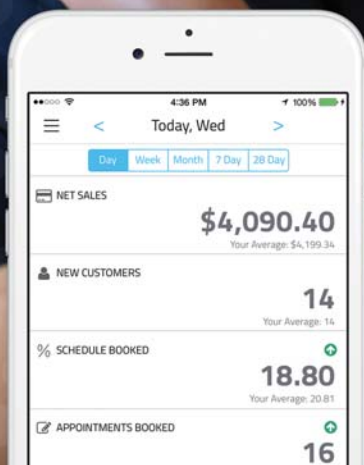 4:36 PM
100%
< Today, Wed >
Day Week Month 7 Day 28 Day
NET SALES
$4,090.40
Your Average: $4,199.34
NEW CUSTOMERS
14
Your Average: 14
% SCHEDULE BOOKED
18.80
Your Average: 20.81
APPOINTMENTS BOOKED
16